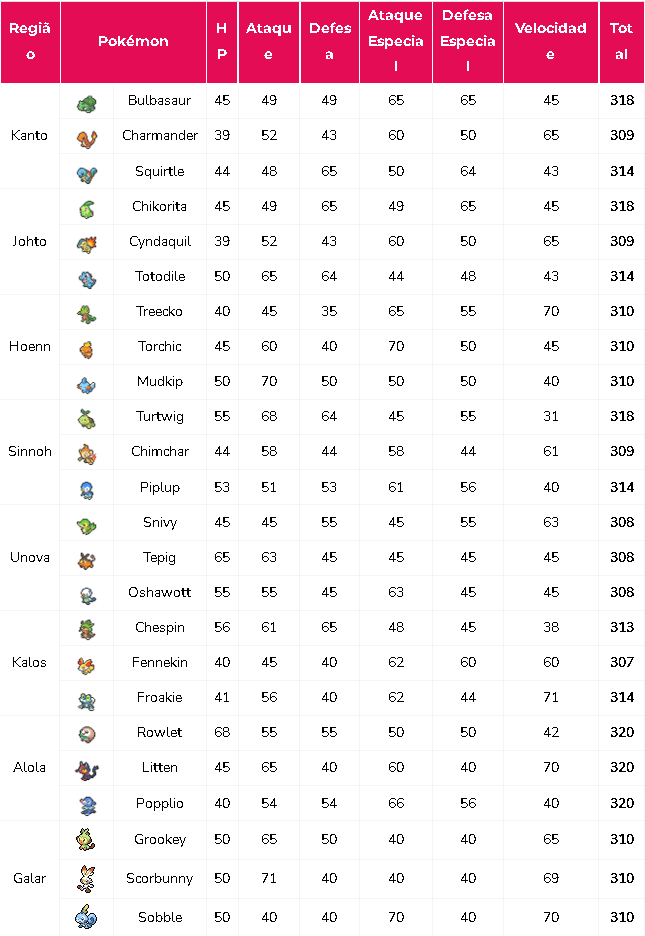 Região Pokémon HP Ataque Defesa Ataque Especial Defesa Especial Velocidade Total
Kanto
Bulbasaur 45 49 49 65 65 45 318
Charmander 39 52 43 60 50 65 309
Squirtle 44 48 65 50 64 43 314
Johto
Chikorita 45 49 65 49 65 45 318
Cyndaquil 39 52 43 60 50 65 309
Totodile 50 65 64 44 48 43 314
Hoenn
Treecko 40 45 35 65 55 70 310
Torchic 45 60 40 70 50 45 310
Mudkip 50 70 50 50 50 40 310
Sinnoh
Turtwig 55 68 64 45 55 31 318
Chimchar 44 58 44 58 44 61 309
Piplup 53 51 53 61 56 40 314
Unova
Snivy 45 45 55 45 55 63 308
Tepig 65 63 45 45 45 45 308
Oshawott 55 55 45 63 45 45 308
Kalos
Chespin 56 61 65 48 45 38 313
Fennekin 40 45 40 62 60 60 307
Froakie 41 56 40 62 44 71 314
Alola
Rowlet 68 55 55 50 50 42 320
Litten 45 65 40 60 40 70 320
Popplio 40 54 54 66 56 40 320
Galar
Grookey 50 65 50 40 40 65 310
Scorbunny 50 71 40 40 40 69 310
Sobble 50 40 40 70 40 70 310